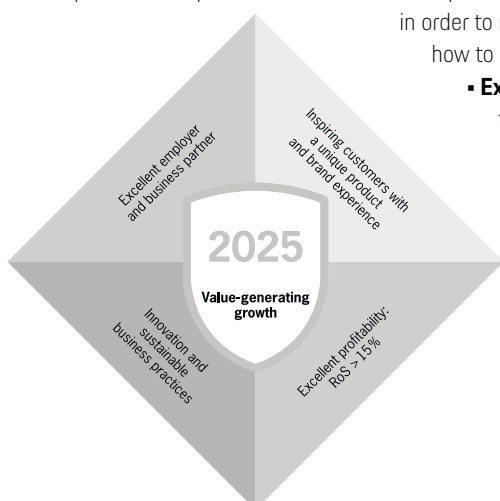 in order to
how to
▪ Ex
Excellent employer
and business partner
Inspiring customers with
a unique product
and brand experience
2025
Value-generating
growth
Innovation and
sustainable
business practices
Excellent profitability:
RoS > 15 %